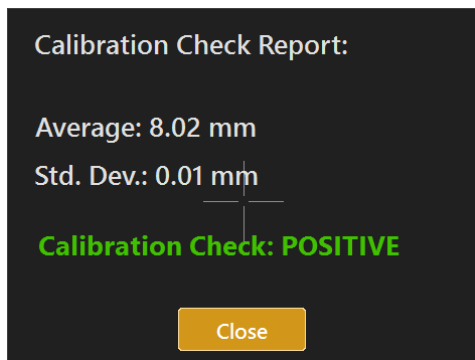 Calibration Check Report:
Average: 8.02 mm
Std. Dev.: 0.01 mm
Calibration Check: POSITIVE
Close